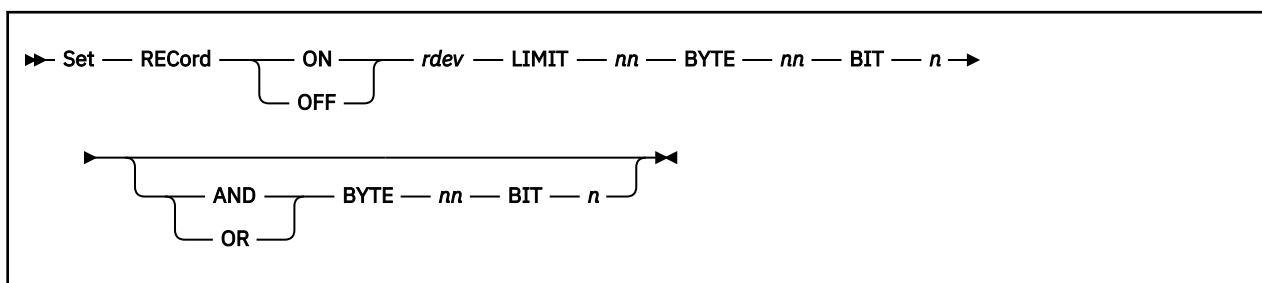 Set RECord ON rdev LIMIT nn BYTE nn BIT n
OFF
AND BYTE nn BIT n
OR